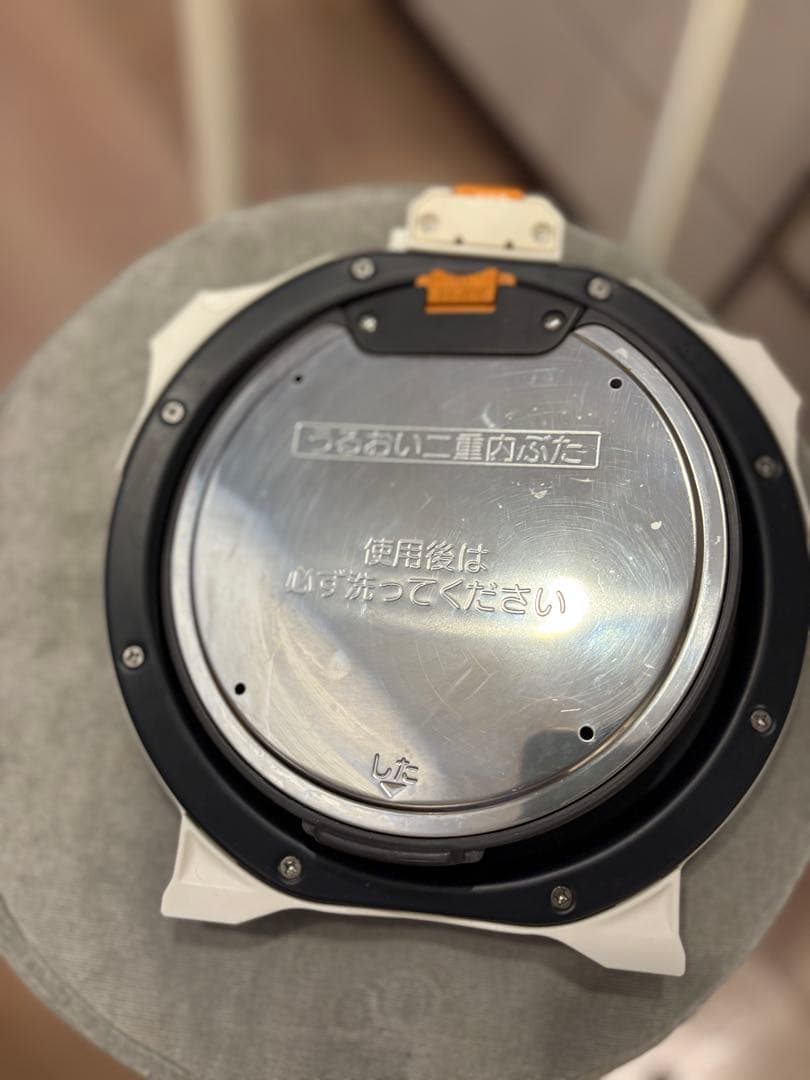 うるおい二重内ぶた
使用後は
必ず洗ってください
した